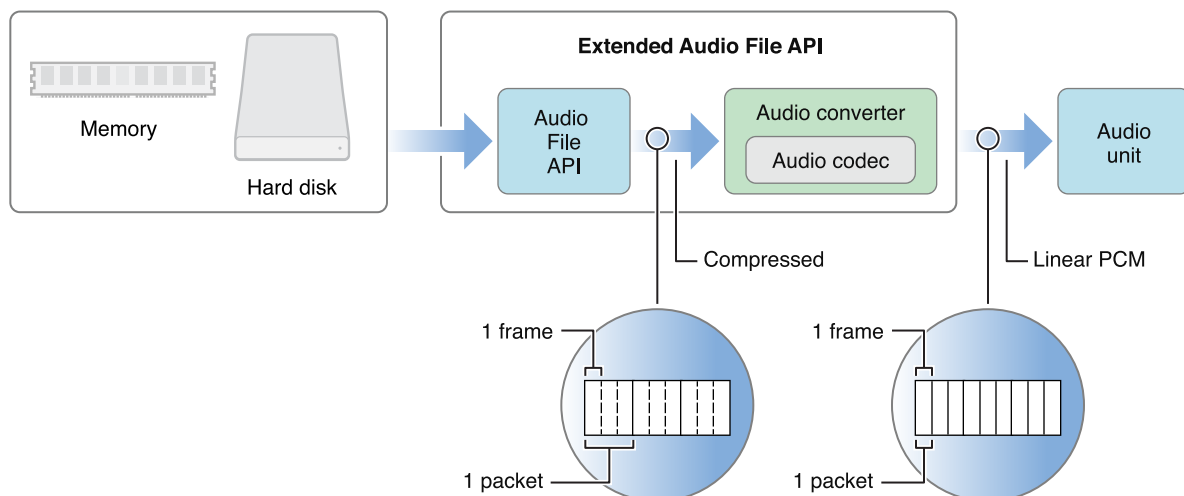 Memory
Hard disk
Extended Audio File API
Audio
File
API
Audio converter
Audio codec
Audio
unit
Compressed
Linear PCM
1 frame
1 packet
1 frame
1 packet